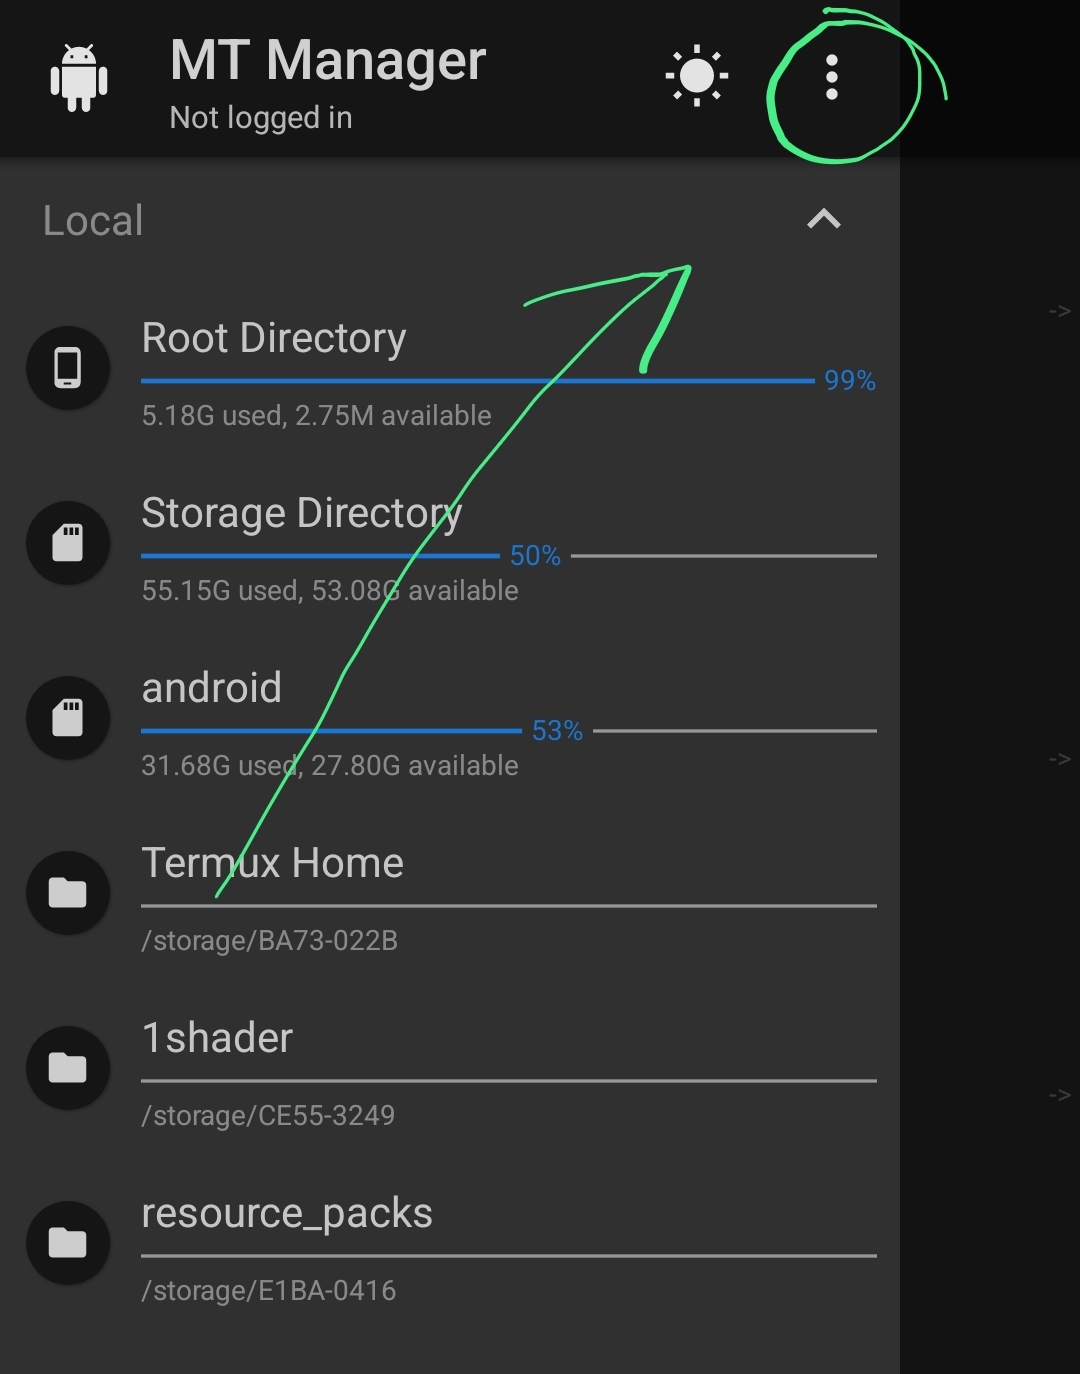 MT Manager
Not logged in
Local
Root Directory
99%
5.18G used, 2.75M available
Storage Directory
50%
55.15G used, 53.08G available
android
53%
31.68G used, 27.80G available
Termux Home
/storage/BA73-022B
1shader
/storage/CE55-3249
resource_packs
/storage/E1BA-0416
->
->
->